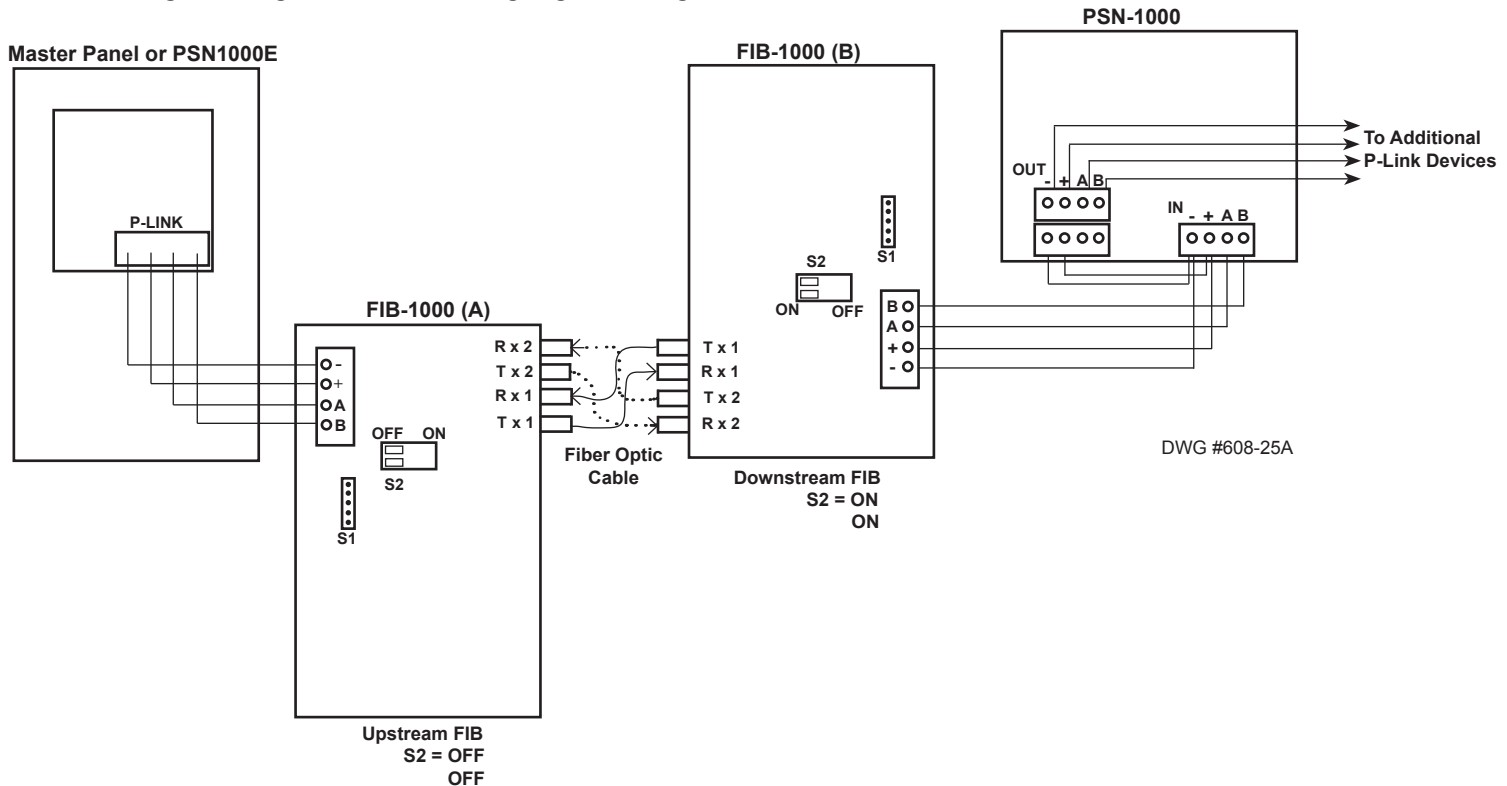 PSN-1000
Master Panel or PSN1000E
FIB-1000 (B)
To Additional
P-Link Devices
OUT
- + A B
IN
- + A B
P-LINK
S1
S2
ON OFF
B
A
+
-
FIB-1000 (A)
-
+
A
B
OFF ON
S2
S1
R x 2
T x 2
R x 1
T x 1
T x 1
R x 1
T x 2
R x 2
Fiber Optic
Cable
Downstream FIB
S2 = ON
ON
DWG #608-25A
Upstream FIB
S2 = OFF
OFF